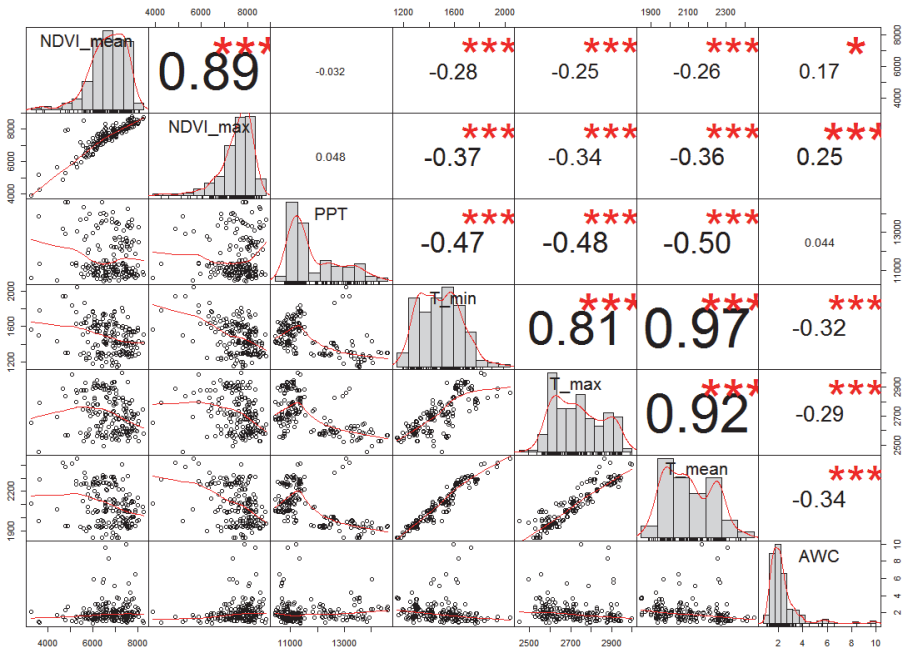 4000 6000 8000 1200 1600 2000 1900 2100 2300
NDVI_mean 0.89 *** -0.032 -0.28 *** -0.25 *** -0.26 *** 0.17 * 4000 6000 8000
4000 6000 8000 NDVI_max 0.048 -0.37 *** -0.34 *** -0.36 *** 0.25 ***
PPT -0.47 *** -0.48 *** -0.50 *** 0.044 11000 13000
1200 1600 2000 T_min 0.81 *** 0.97 *** -0.32 ***
T_max 0.92 *** -0.29 *** 2500 2700 2900
1900 2200 T_mean -0.34 ***
AWC 2 4 6 8 10
4000 6000 8000 11000 13000 2500 2700 2900 2 4 6 8 10